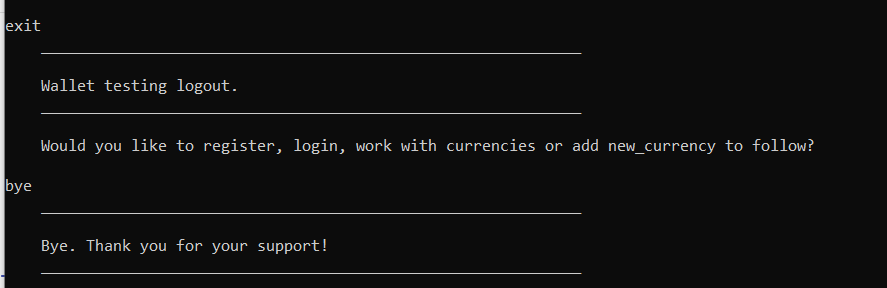 exit
Wallet testing logout.
Would you like to register, login, work with currencies or add new_currency to follow?
bye
Bye. Thank you for your support!